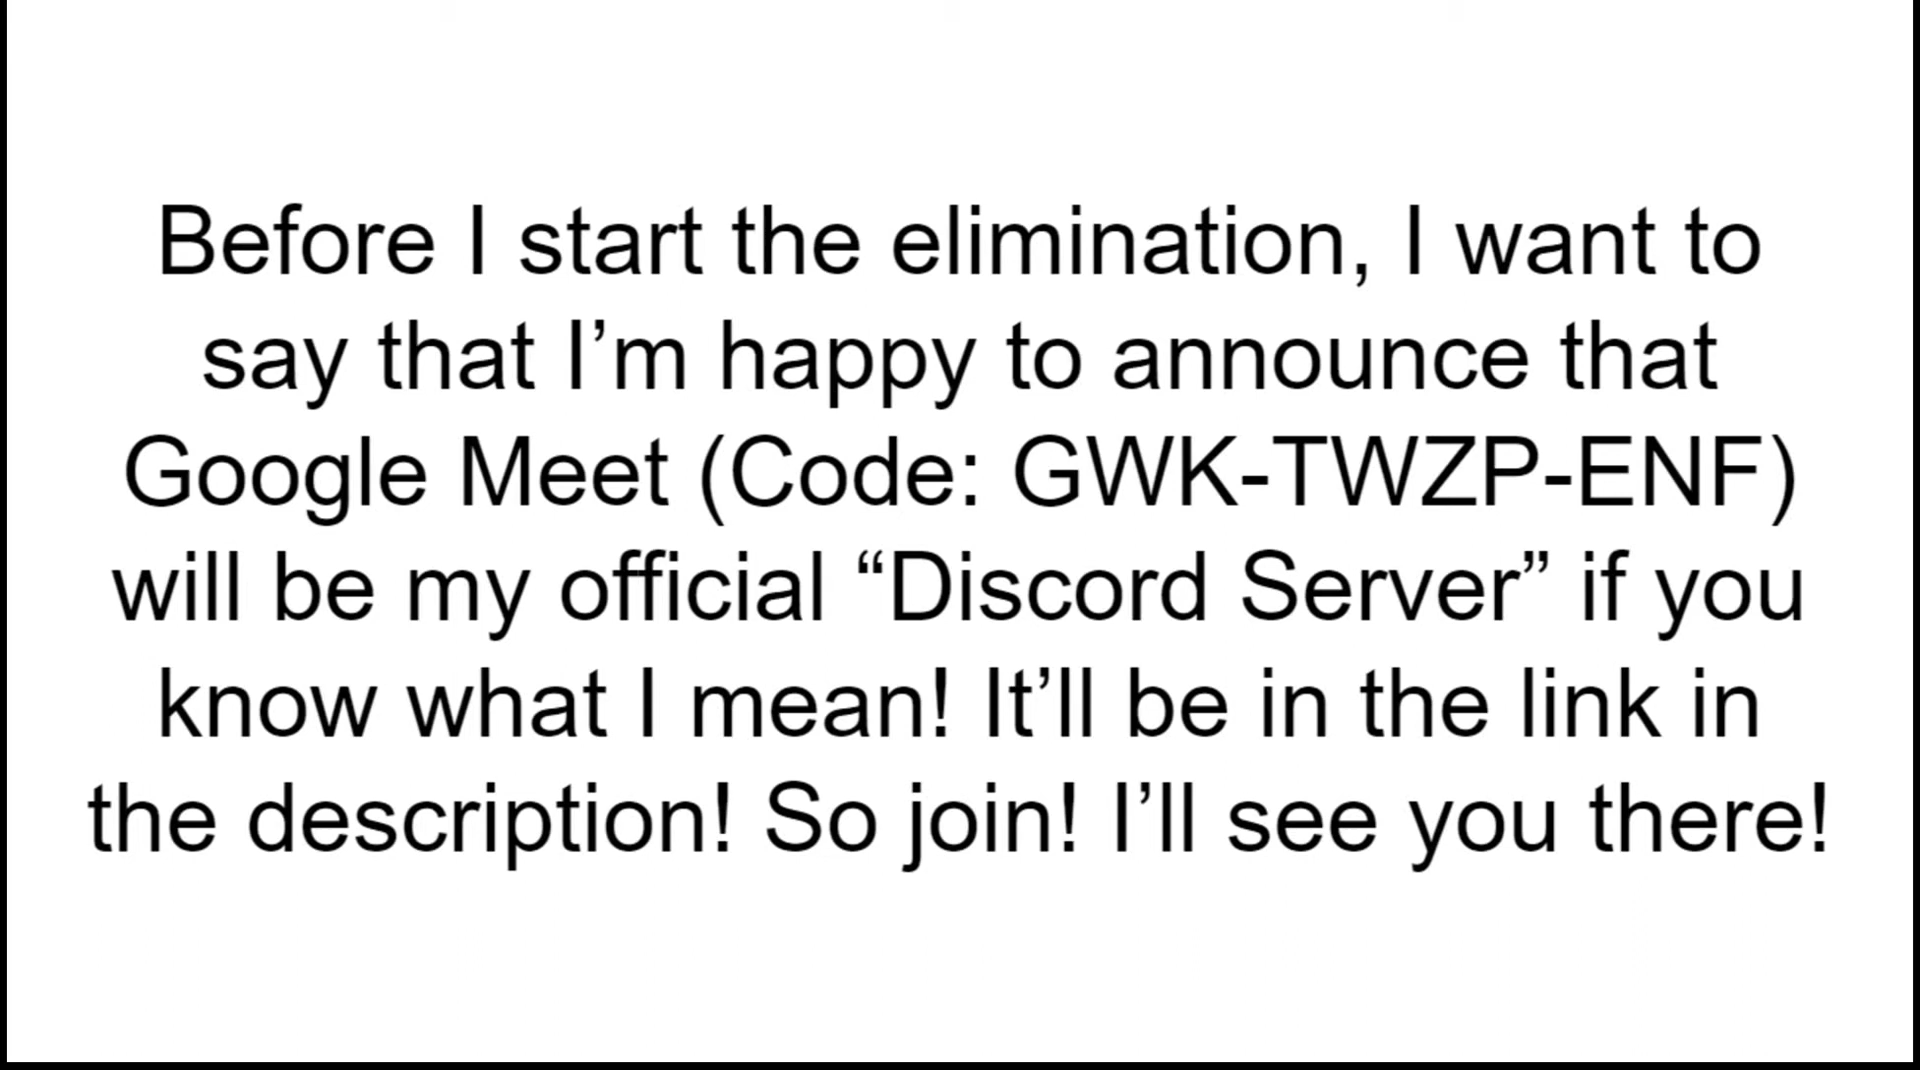 Before I start the elimination, I want to
say that I’m happy to announce that
Google Meet (Code: GWK-TWZP-ENF)
will be my official “Discord Server” if you
know what I mean! It’ll be in the link in
the description! So join! I’ll see you there!